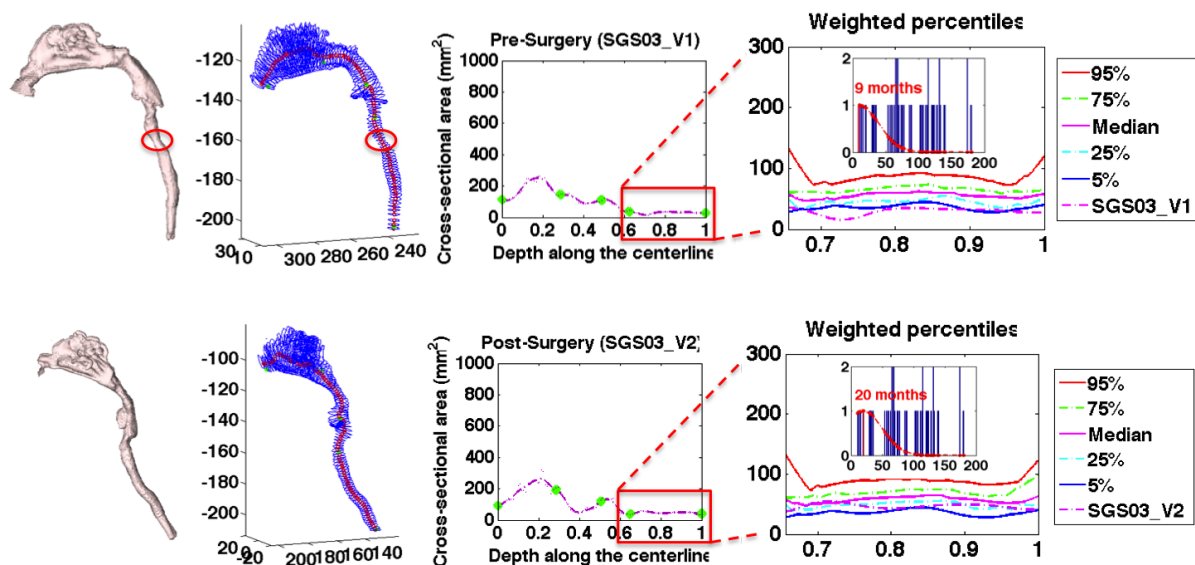 Pre-Surgery (SGS03_V1)
Weighted percentiles
-120
-140
-160
-180
-200
30
10
300 280 260 240
Cross-sectional area (mm²)
1000
800
600
400
200
0
0 0.2 0.4 0.6 0.8 1
Depth along the centerline
300
200
100
0
0.7 0.8 0.9 1
2
1
0
0 50 100 150 200
9 months
95%
75%
Median
25%
5%
SGS03_V1
Post-Surgery (SGS03_V2)
Weighted percentiles
-100
-120
-140
-160
-180
-200
20
-20
200 180 160 140
Cross-sectional area (mm²)
1000
800
600
400
200
0
0 0.2 0.4 0.6 0.8 1
Depth along the centerline
300
200
100
0
0.7 0.8 0.9 1
2
1
0
0 50 100 150 200
20 months
95%
75%
Median
25%
5%
SGS03_V2